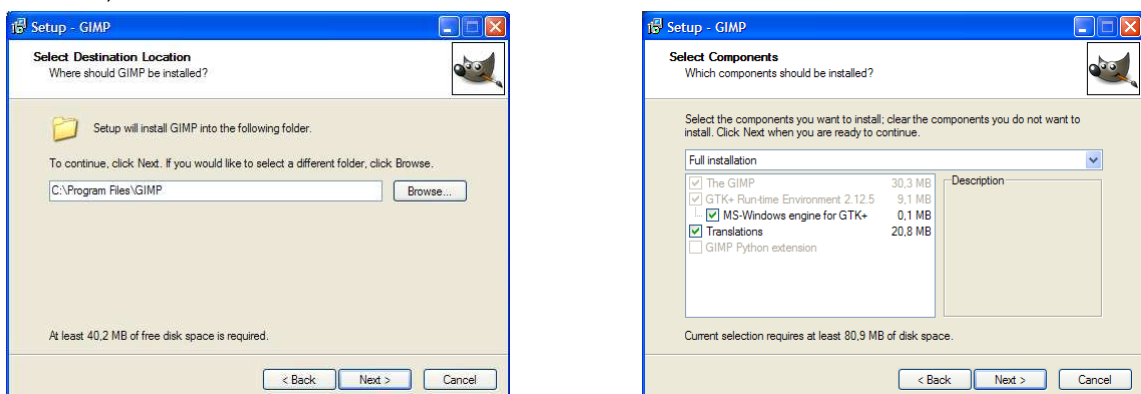 Setup - GIMP
Select Destination Location
Where should GIMP be installed?
Setup will install GIMP into the following folder.
To continue, click Next. If you would like to select a different folder, click Browse.
C:\Program Files\GIMP
Browse...
At least 40,2 MB of free disk space is required.
< Back Next > Cancel
Setup - GIMP
Select Components
Which components should be installed?
Select the components you want to install; clear the components you do not want to
install. Click Next when you are ready to continue.
Full installation
The GIMP 30,3 MB
GTK+ Run-time Environment 2.12.5 9,1 MB
MS-Windows engine for GTK+ 0,1 MB
Translations 20,8 MB
GIMP Python extension
Description
Current selection requires at least 80,9 MB of disk space.
< Back Next > Cancel